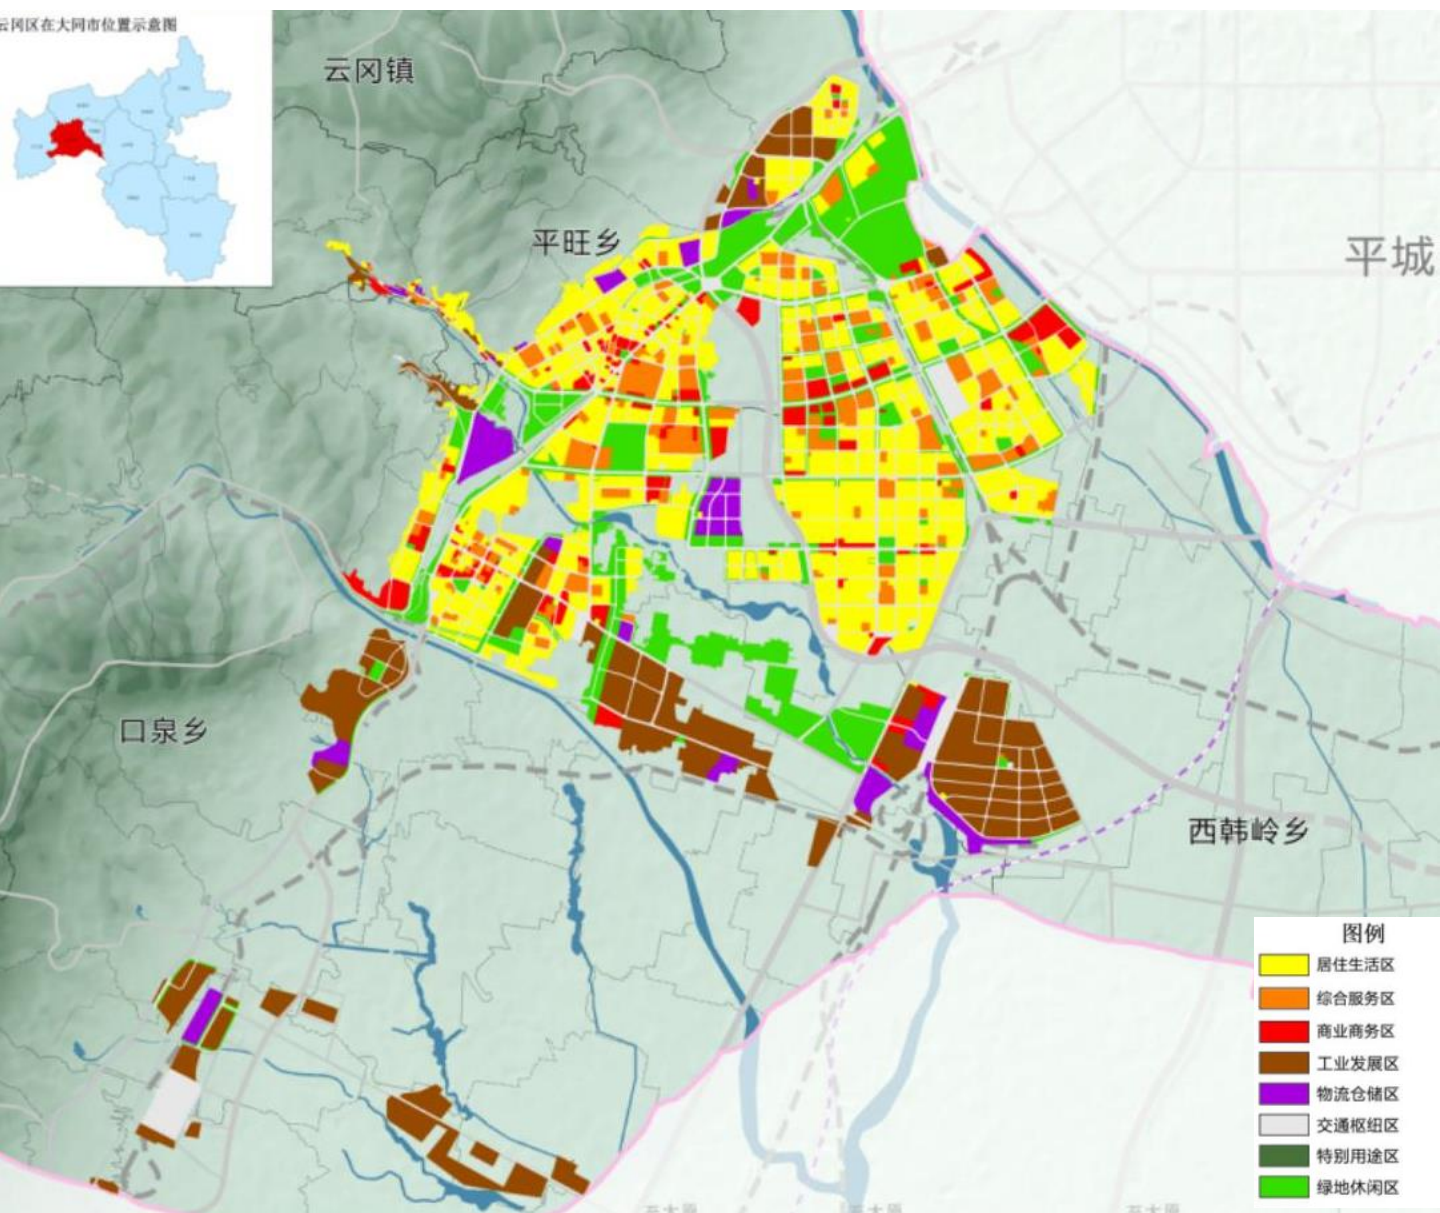 云冈区在大同市位置示意图
云冈镇
平旺乡
平城
口泉乡
西韩岭乡
图例
居住生活区
综合服务区
商业商务区
工业发展区
物流仓储区
交通枢纽区
特别用途区
绿地休闲区